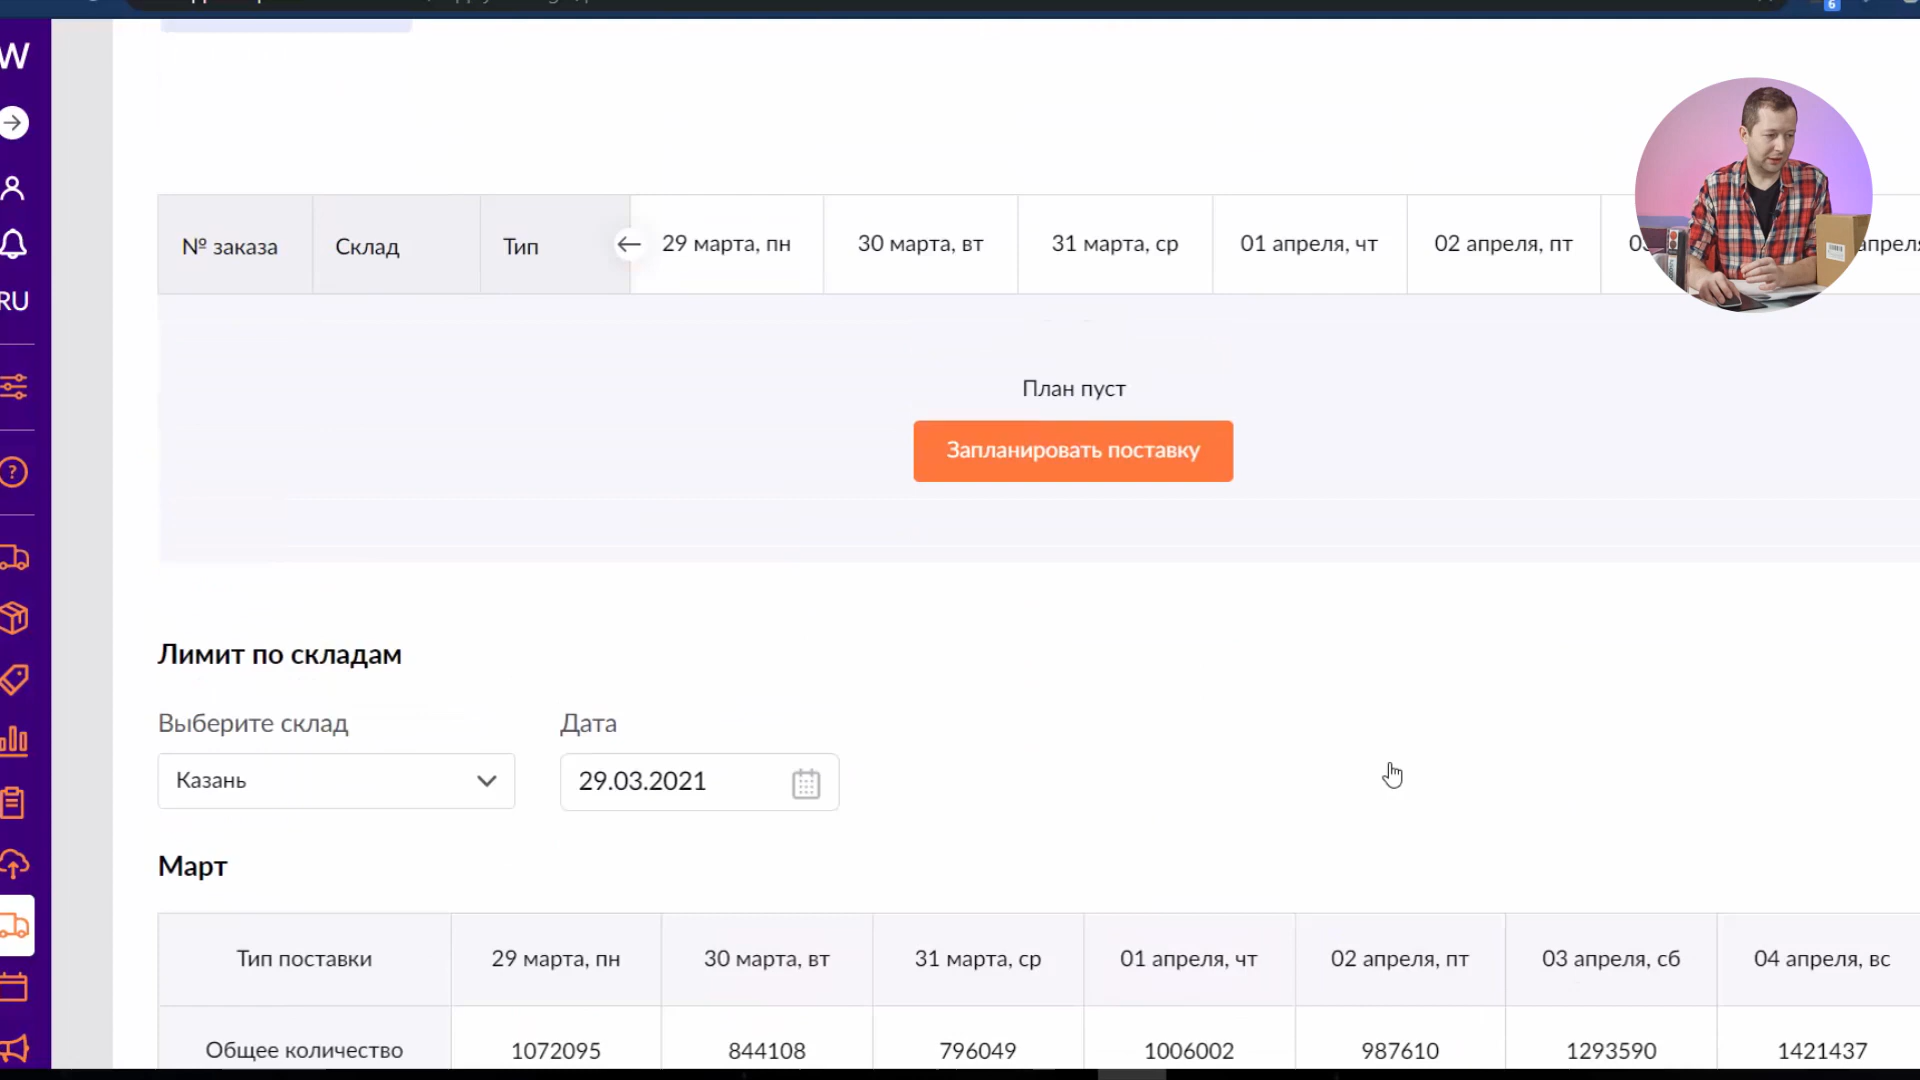 6
W
RU
№ заказа Склад Тип 29 марта, пн 30 марта, вт 31 марта, ср 01 апреля, чт 02 апреля, пт
План пуст
Запланировать поставку
Лимит по складам
Выберите склад Дата
Казань 29.03.2021
Март
Тип поставки 29 марта, пн 30 марта, вт 31 марта, ср 01 апреля, чт 02 апреля, пт 03 апреля, сб 04 апреля, вс
Общее количество 1072095 844108 796049 1006002 987610 1293590 1421437